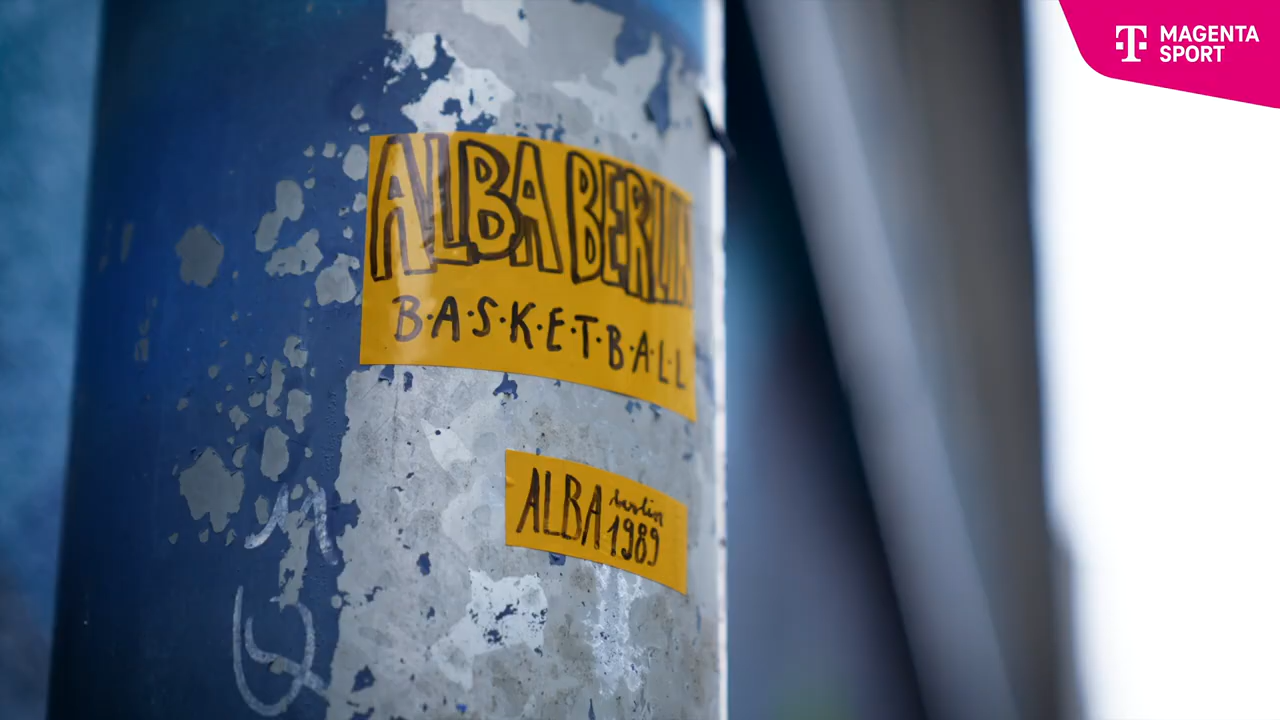 MAGENTA
SPORT
ALBA BERLIN
B·A·S·K·E·T·B·A·L·L
ALBA berlin
1989